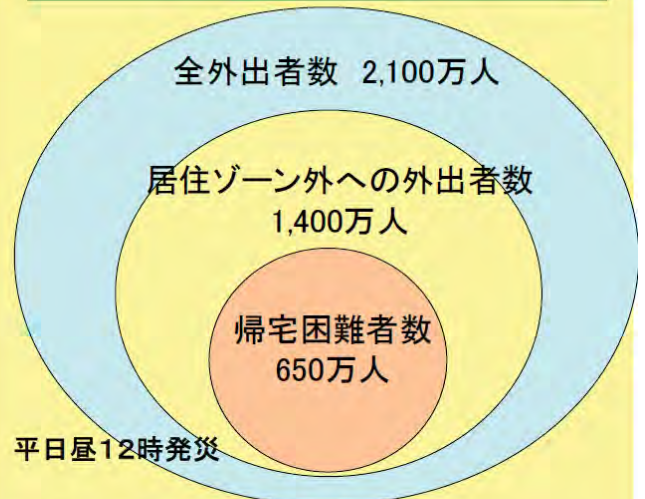 全外出者数 2,100万人
居住ゾーン外への外出者数
1,400万人
帰宅困難者数
650万人
平日昼12時発災